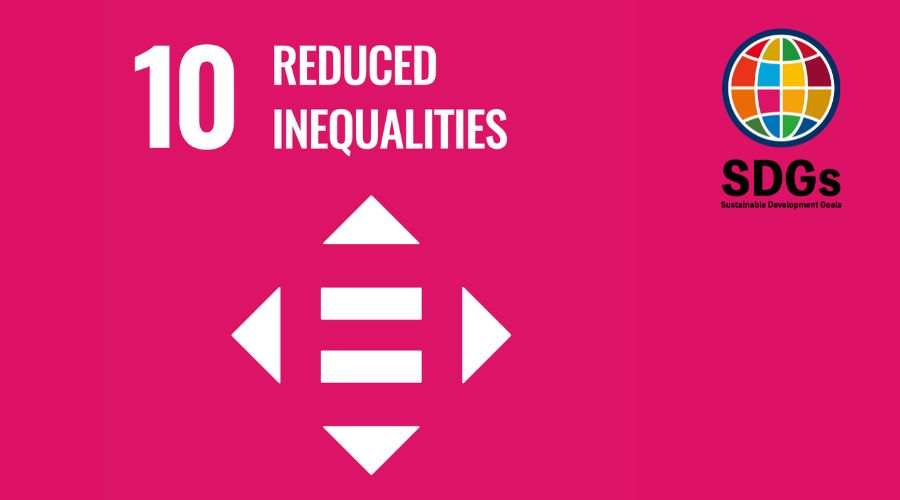 10
REDUCED
INEQUALITIES
SDGs
Sustainable Development Goals